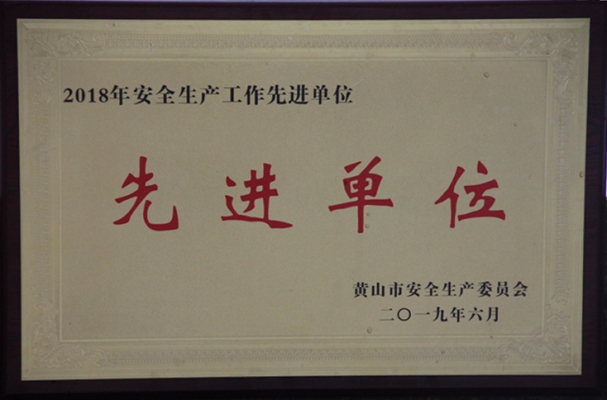 2018年安全生产工作先进单位
先进单位
黄山市安全生产委员会
二〇一九年六月